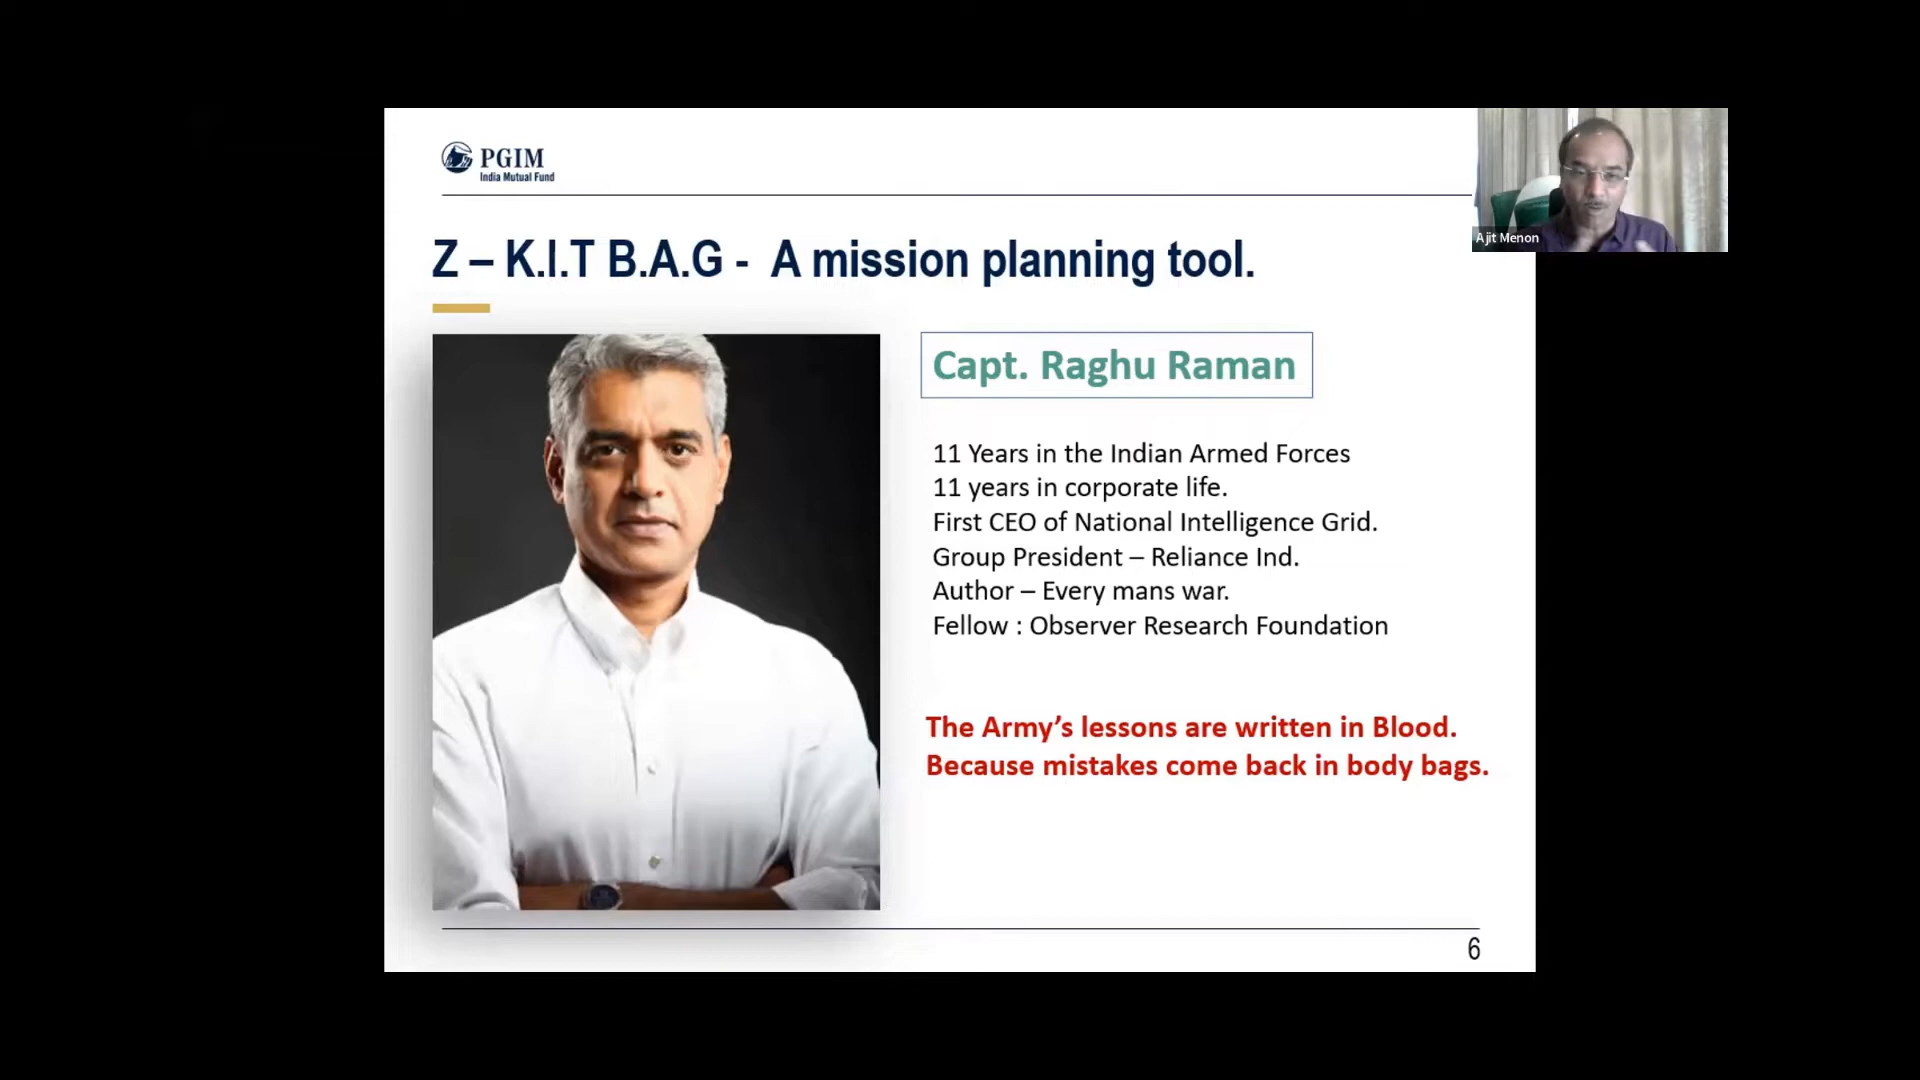 PGIM
India Mutual Fund
Ajit Menon
Z – K.I.T B.A.G - A mission planning tool.
Capt. Raghu Raman
11 Years in the Indian Armed Forces
11 years in corporate life.
First CEO of National Intelligence Grid.
Group President – Reliance Ind.
Author – Every mans war.
Fellow : Observer Research Foundation
The Army’s lessons are written in Blood.
Because mistakes come back in body bags.
6